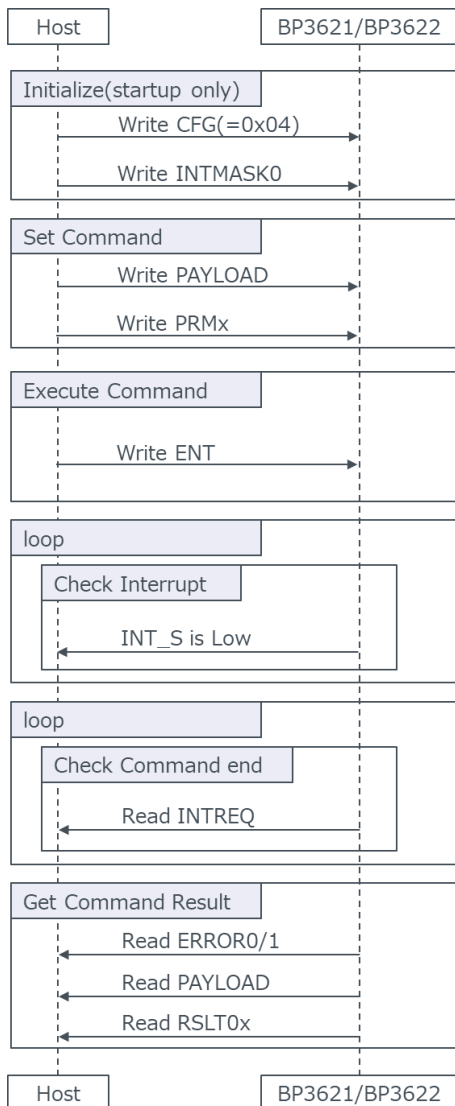 Host
BP3621/BP3622
Initialize(startup only)
Write CFG(=0x04)
Write INTMASK0
Set Command
Write PAYLOAD
Write PRMx
Execute Command
Write ENT
loop
Check Interrupt
INT_S is Low
loop
Check Command end
Read INTREQ
Get Command Result
Read ERROR0/1
Read PAYLOAD
Read RSLT0x
Host
BP3621/BP3622